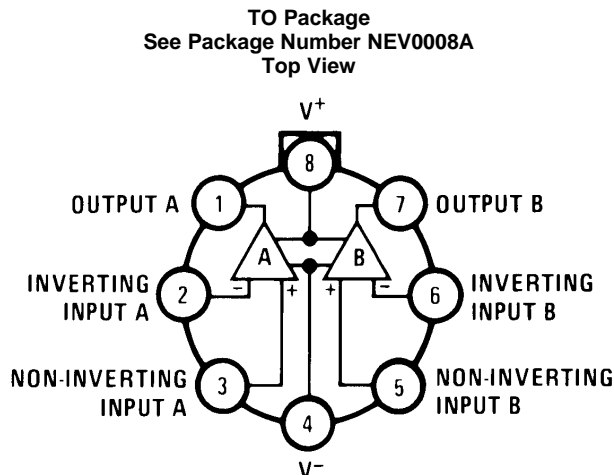 TO Package
See Package Number NEV0008A
Top View
V+
8
OUTPUT A
1
7
OUTPUT B
A
B
INVERTING
INPUT A
2
−
+
+
−
6
INVERTING
INPUT B
NON-INVERTING
INPUT A
3
5
NON-INVERTING
INPUT B
4
V−